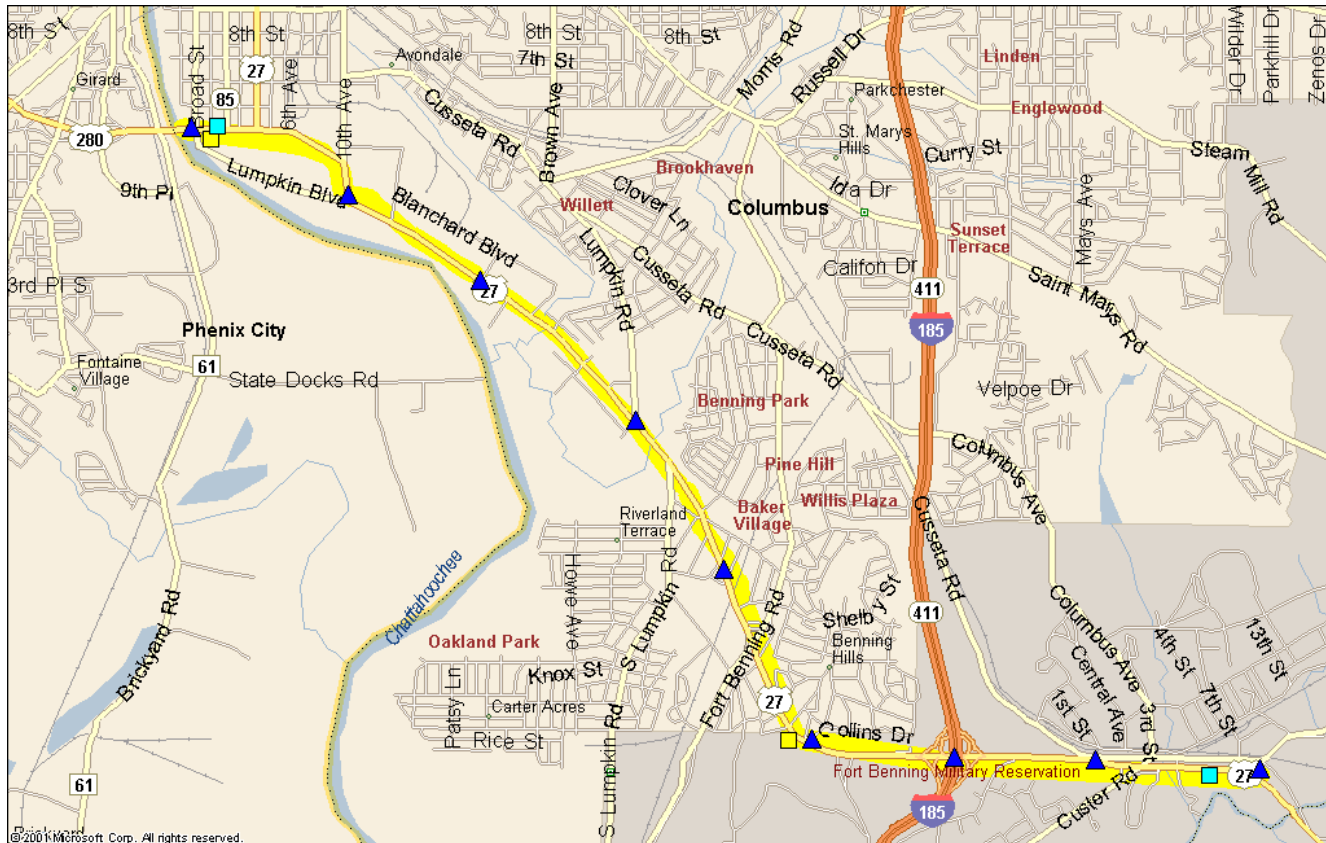 8th St
8th St
8th St
8th St
Broad St
27
6th Ave
10th Ave
Avondale
7th St
Morris Rd
Russell Dr
Linden
Wilder Dr
Parkhill Dr
Zenos Dr
Girard
85
280
Cusseta Rd
Brown Ave
Parkchester
Englewood
St. Marys
Hills
Curry St
Steam
Mill Rd
9th Pl
Lumpkin Blvd
Blanchard Blvd
Brookhaven
Clover Ln
Willett
Columbus
Ida Dr
Sunset
Terrace
Mays Ave
3rd Pl S
27
Lumpkin Rd
Cusseta Rd
Califon Dr
411
185
Saint Marys Rd
Phenix City
61
Fontaine
Village
State Docks Rd
Cusseta Rd
Benning Park
Velpoe Dr
Columbus Ave
Pine Hill
Willis Plaza
Baker
Village
Riverland
Terrace
Cusseta Rd
Howe Ave
Chattahoochee
Brickyard Rd
S Lumpkin Rd
Fort Benning Rd
Shelby St
Benning
Hills
411
Columbus Ave
4th St
13th St
Central Ave
7th St
1st St
3rd St
Oakland Park
Knox St
Patsy Ln
Carter Acres
Rice St
27
Collins Dr
Fort Benning Military Reservation
27
61
S Lumpkin Rd
185
Custer Rd
Brickyard
© 2001 Microsoft Corp. All rights reserved.